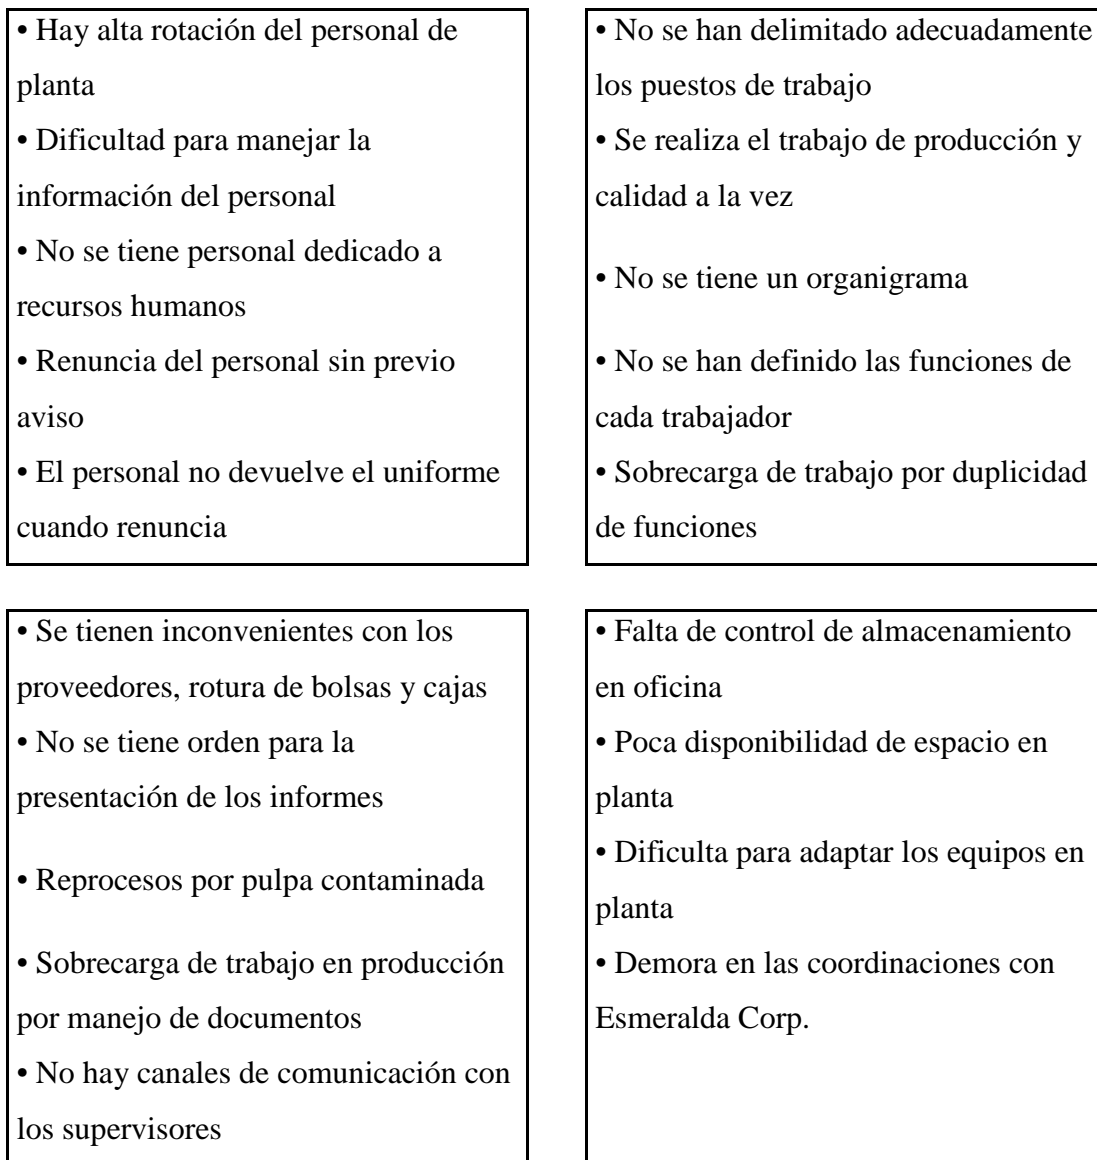 • Hay alta rotación del personal de
planta
• Dificultad para manejar la
información del personal
• No se tiene personal dedicado a
recursos humanos
• Renuncia del personal sin previo
aviso
• El personal no devuelve el uniforme
cuando renuncia
• No se han delimitado adecuadamente
los puestos de trabajo
• Se realiza el trabajo de producción y
calidad a la vez
• No se tiene un organigrama
• No se han definido las funciones de
cada trabajador
• Sobrecarga de trabajo por duplicidad
de funciones
• Se tienen inconvenientes con los
proveedores, rotura de bolsas y cajas
• No se tiene orden para la
presentación de los informes
• Reprocesos por pulpa contaminada
• Sobrecarga de trabajo en producción
por manejo de documentos
• No hay canales de comunicación con
los supervisores
• Falta de control de almacenamiento
en oficina
• Poca disponibilidad de espacio en
planta
• Dificulta para adaptar los equipos en
planta
• Demora en las coordinaciones con
Esmeralda Corp.